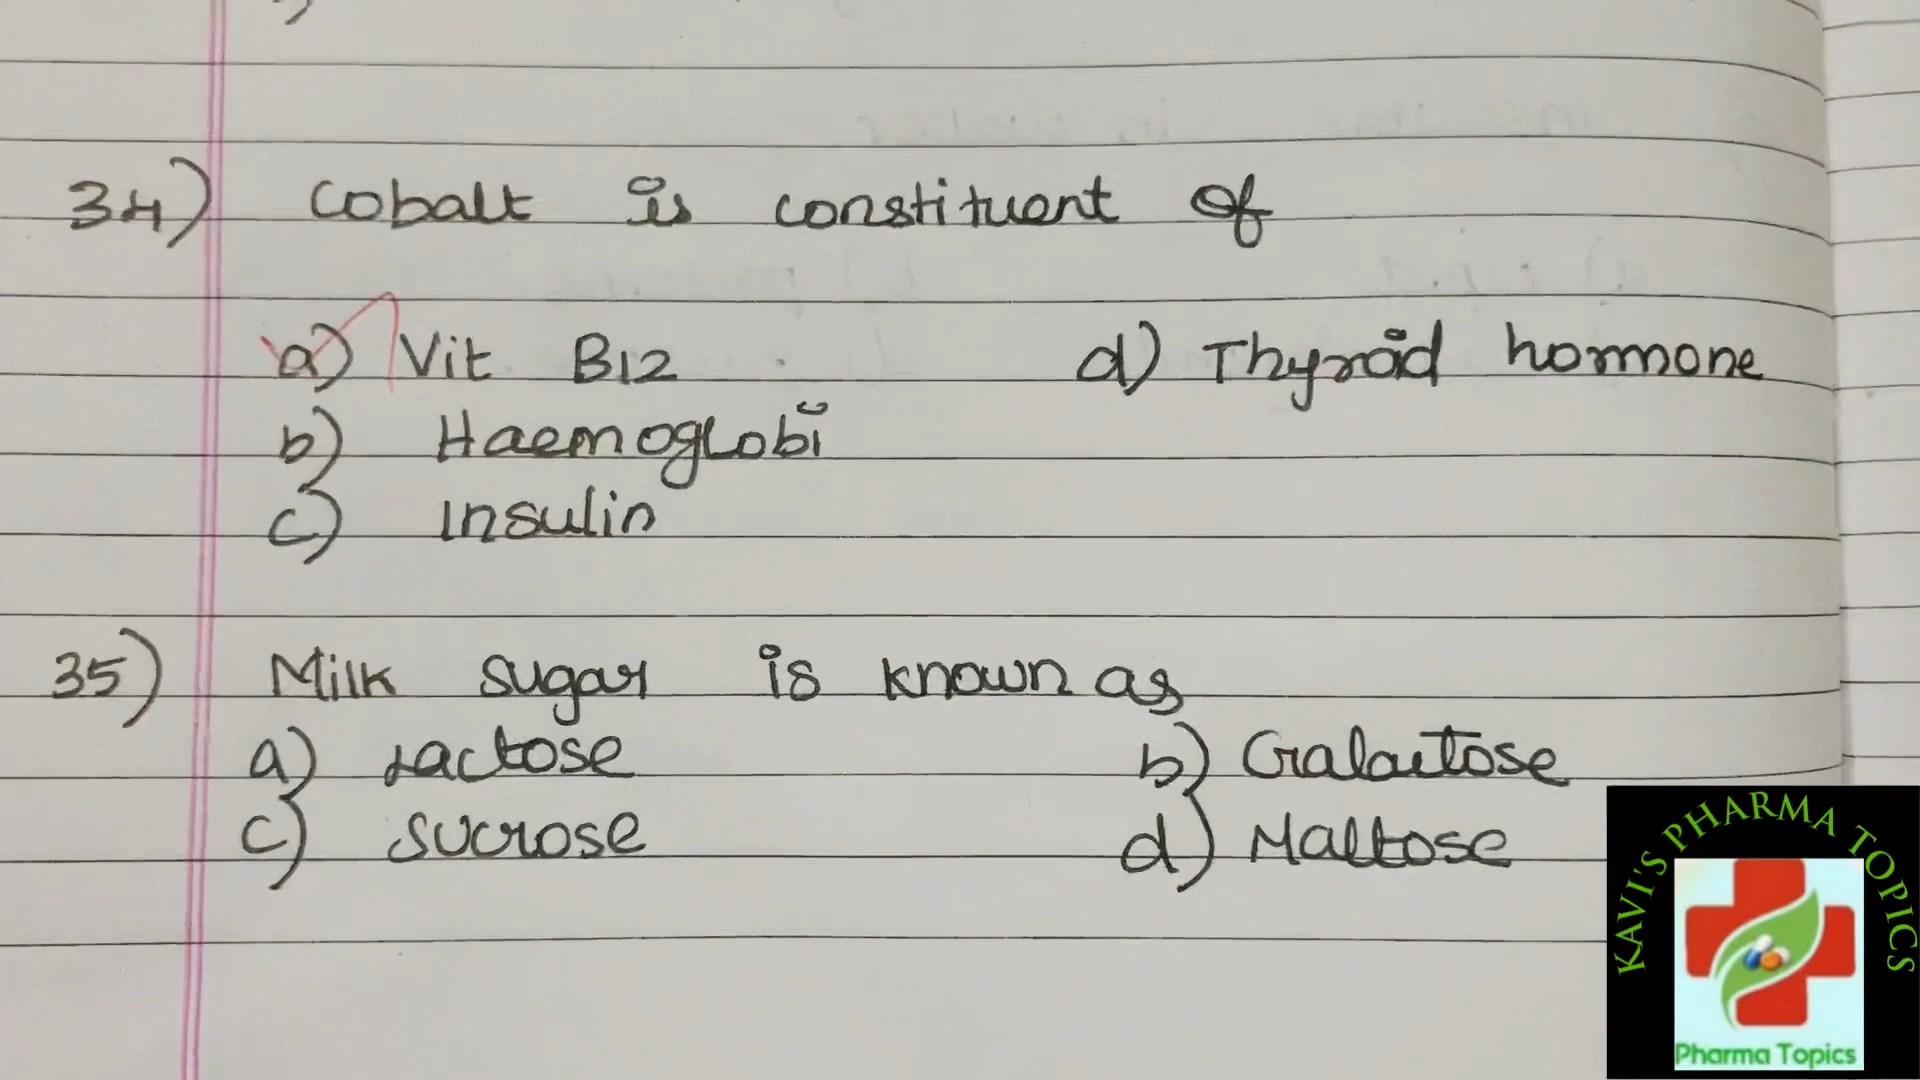 34) Cobalt is constituent of
a) Vit B12 d) Thyroid hormone
b) Haemoglobi
c) Insulin
35) Milk sugar is known as
a) Lactose b) Galactose
c) Sucrose d) Maltose
KAVI'S PHARMA TOPICS
Pharma Topics